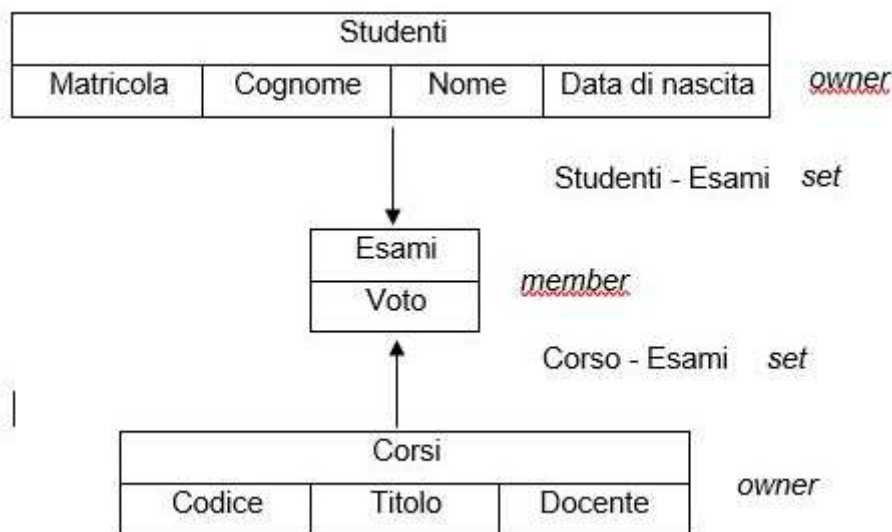 Studenti
Matricola Cognome Nome Data di nascita owner
Studenti - Esami set
Esami
member
Voto
Corso - Esami set
Corsi
owner
Codice Titolo Docente